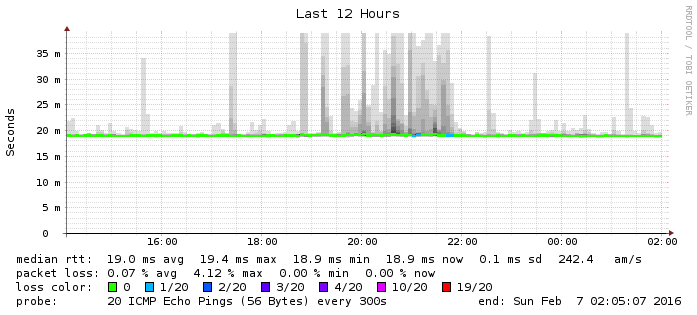 Last 12 Hours
RRDTOOL / TOBI OETIKER
Seconds
35 m
30 m
25 m
20 m
15 m
10 m
5 m
0
16:00 18:00 20:00 22:00 00:00 02:00
median rtt: 19.0 ms avg 19.4 ms max 18.9 ms min 18.9 ms now 0.1 ms sd 242.4 am/s
packet loss: 0.07 % avg 4.12 % max 0.00 % min 0.00 % now
loss color: 0 1/20 2/20 3/20 4/20 10/20 19/20
probe: 20 ICMP Echo Pings (56 Bytes) every 300s end: Sun Feb 7 02:05:07 2016